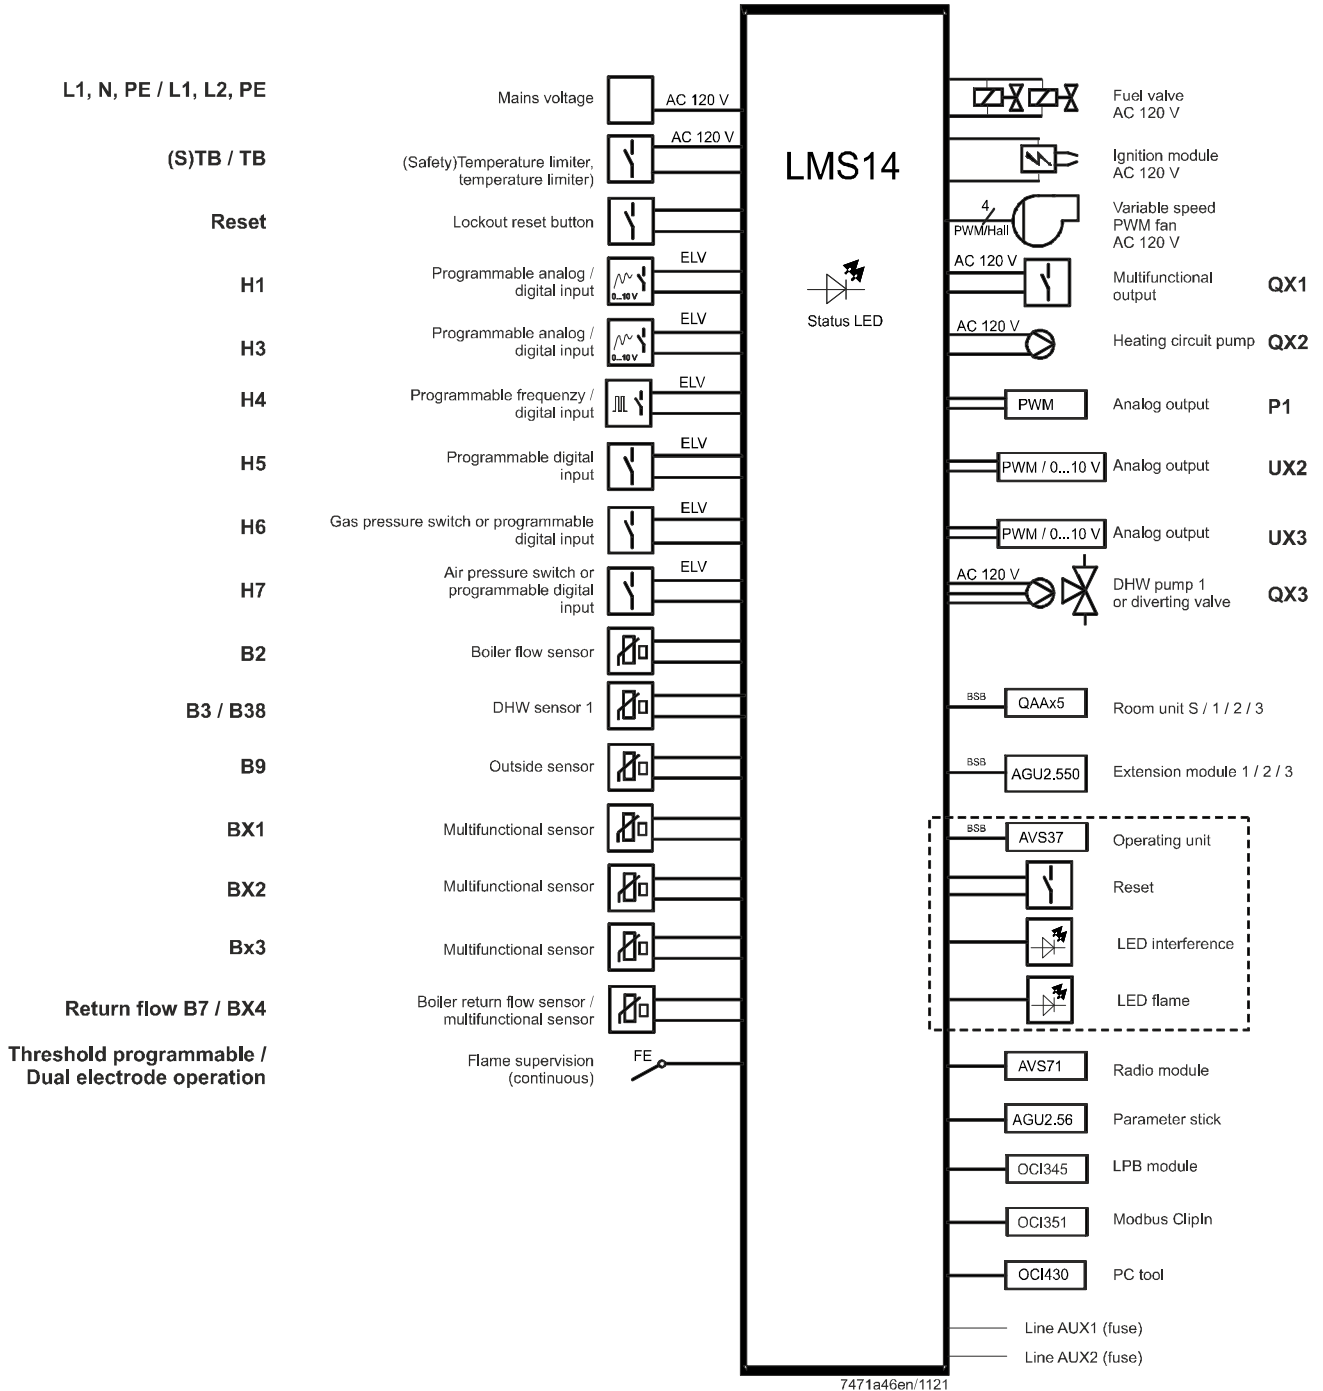 L1, N, PE / L1, L2, PE
Mains voltage
AC 120 V
(S)TB / TB
(Safety)Temperature limiter,
temperature limiter)
AC 120 V
Reset
Lockout reset button
H1
Programmable analog /
digital input
0...10 V
ELV
H3
Programmable analog /
digital input
0...10 V
ELV
H4
Programmable frequenzy /
digital input
ELV
H5
Programmable digital
input
ELV
H6
Gas pressure switch or programmable
digital input
ELV
H7
Air pressure switch or
programmable digital
input
ELV
B2
Boiler flow sensor
B3 / B38
DHW sensor 1
B9
Outside sensor
BX1
Multifunctional sensor
BX2
Multifunctional sensor
Bx3
Multifunctional sensor
Return flow B7 / BX4
Boiler return flow sensor /
multifunctional sensor
Threshold programmable /
Dual electrode operation
Flame supervision
(continuous)
FE
LMS14
Status LED
Fuel valve
AC 120 V
Ignition module
AC 120 V
4
PWM/Hall
Variable speed
PWM fan
AC 120 V
AC 120 V
Multifunctional
output
QX1
AC 120 V
Heating circuit pump
QX2
PWM
Analog output
P1
PWM / 0...10 V
Analog output
UX2
PWM / 0...10 V
Analog output
UX3
AC 120 V
DHW pump 1
or diverting valve
QX3
BSB
QAAx5
Room unit S / 1 / 2 / 3
BSB
AGU2.550
Extension module 1 / 2 / 3
BSB
AVS37
Operating unit
Reset
LED interference
LED flame
AVS71
Radio module
AGU2.56
Parameter stick
OCI345
LPB module
OCI351
Modbus ClipIn
OCI430
PC tool
Line AUX1 (fuse)
Line AUX2 (fuse)
7471a46en/1121